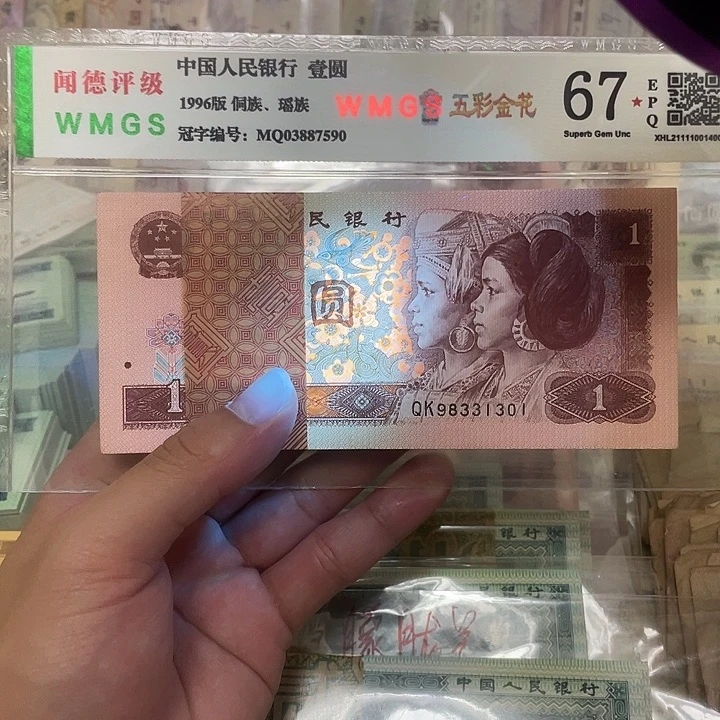 闻德评级
WMGS
中国人民银行 壹圆
1996版 侗族、瑶族
冠字编号: MQ03887590
WMGS 五彩金花
67
Superb Gem Unc
★
EPQ
民银行
圆
1
1
QK98331301
1
银行
中国人民银行